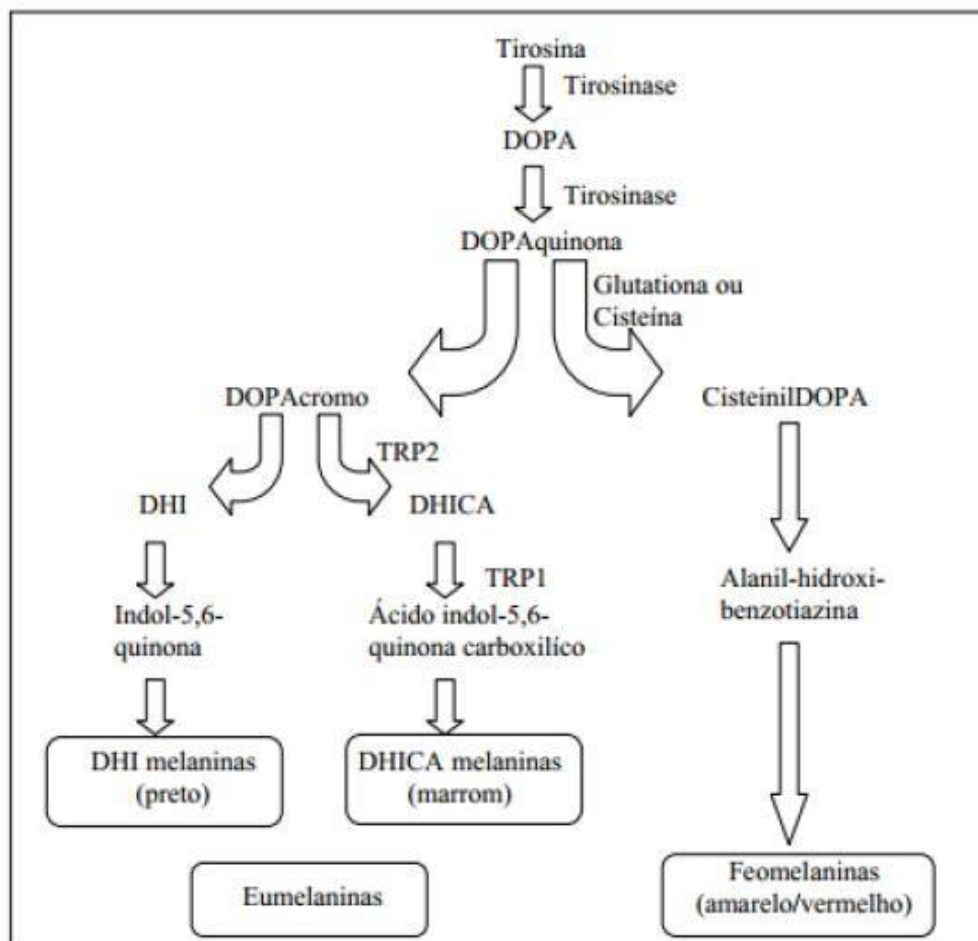 Tirosina
Tirosinase
DOPA
Tirosinase
DOPAquinona
Glutationa ou
Cisteína
DOPAcromo
CisteinilDOPA
TRP2
DHI
DHICA
TRP1
Indol-5,6-
quinona
Ácido indol-5,6-
quinona carboxilíco
Alanil-hidroxi-
benzotiazina
DHI melaninas
(preto)
DHICA melaninas
(marrom)
Eumelaninas
Feomelaninas
(amarelo/vermelho)